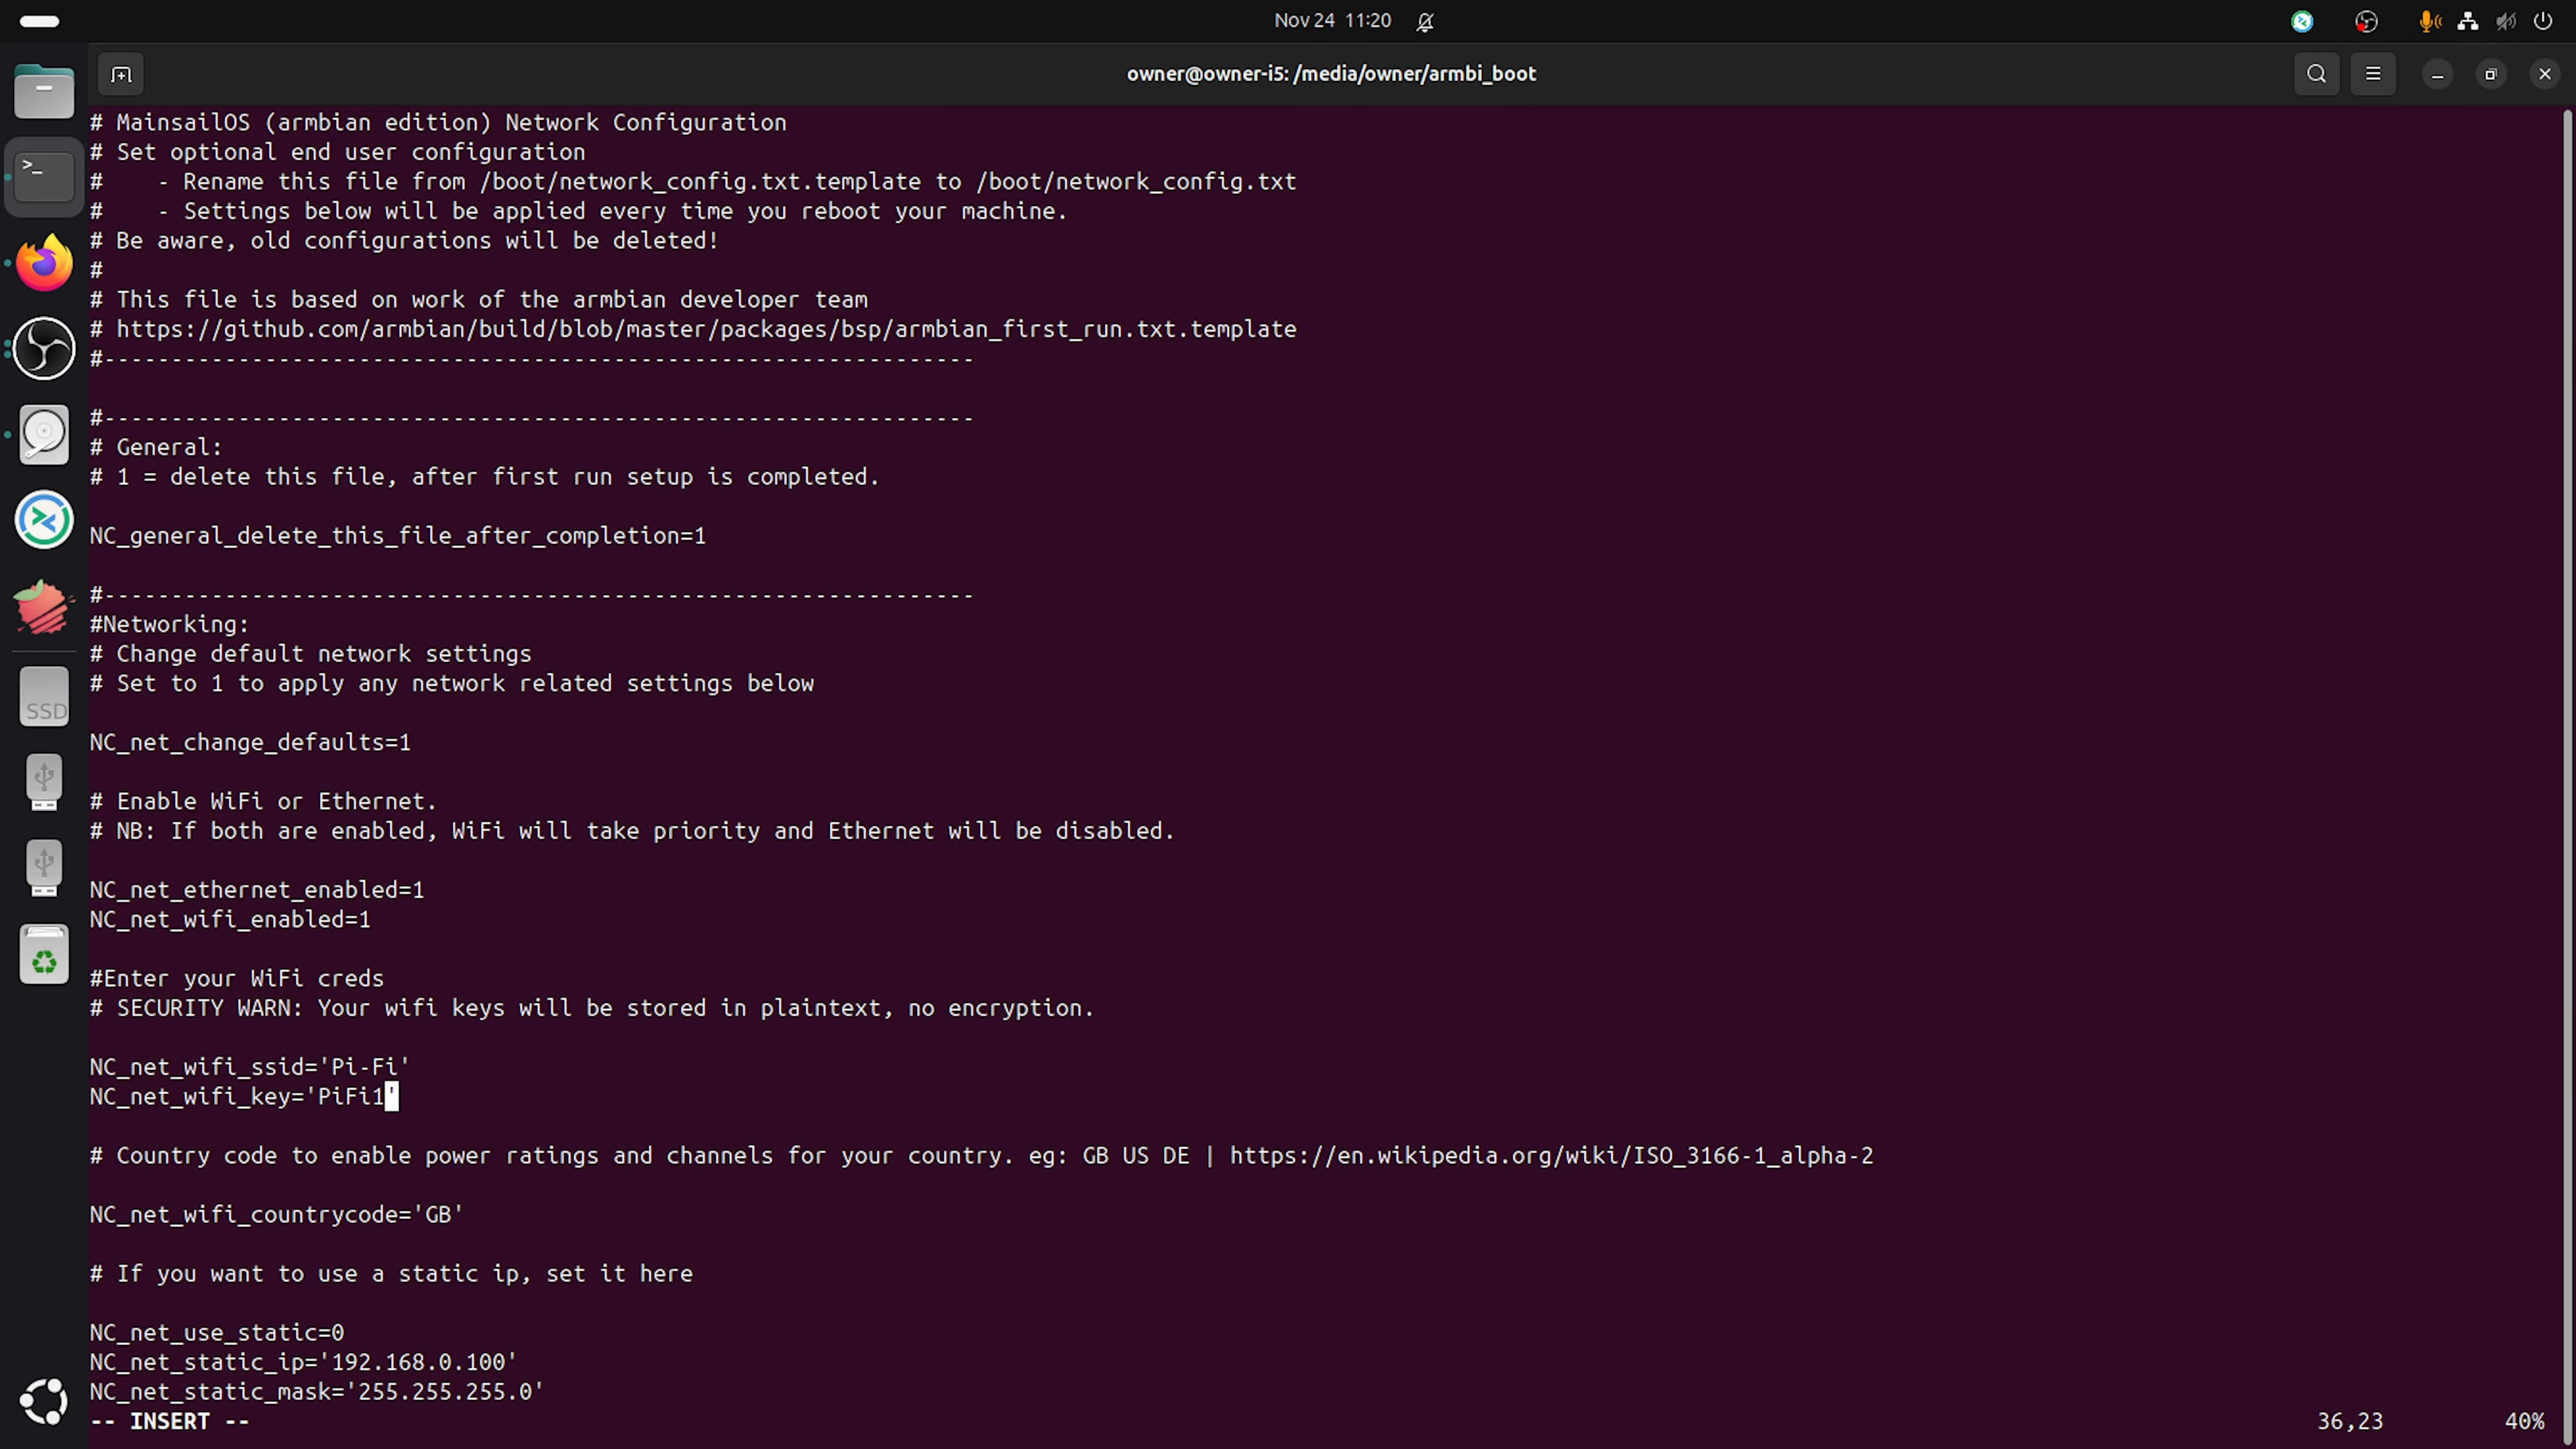 Nov 24 11:20
owner@owner-i5: /media/owner/armbi_boot
# MainsailOS (armbian edition) Network Configuration
# Set optional end user configuration
#    - Rename this file from /boot/network_config.txt.template to /boot/network_config.txt
#    - Settings below will be applied every time you reboot your machine.
# Be aware, old configurations will be deleted!
#
# This file is based on work of the armbian developer team
# https://github.com/armbian/build/blob/master/packages/bsp/armbian_first_run.txt.template
#-----------------------------------------------------------------
#-----------------------------------------------------------------
# General:
# 1 = delete this file, after first run setup is completed.
NC_general_delete_this_file_after_completion=1
#-----------------------------------------------------------------
#Networking:
# Change default network settings
# Set to 1 to apply any network related settings below
NC_net_change_defaults=1
# Enable WiFi or Ethernet.
# NB: If both are enabled, WiFi will take priority and Ethernet will be disabled.
NC_net_ethernet_enabled=1
NC_net_wifi_enabled=1
#Enter your WiFi creds
# SECURITY WARN: Your wifi keys will be stored in plaintext, no encryption.
NC_net_wifi_ssid='Pi-Fi'
NC_net_wifi_key='PiFi1'
# Country code to enable power ratings and channels for your country. eg: GB US DE | https://en.wikipedia.org/wiki/ISO_3166-1_alpha-2
NC_net_wifi_countrycode='GB'
# If you want to use a static ip, set it here
NC_net_use_static=0
NC_net_static_ip='192.168.0.100'
NC_net_static_mask='255.255.255.0'
-- INSERT --
36,23
40%
SSD